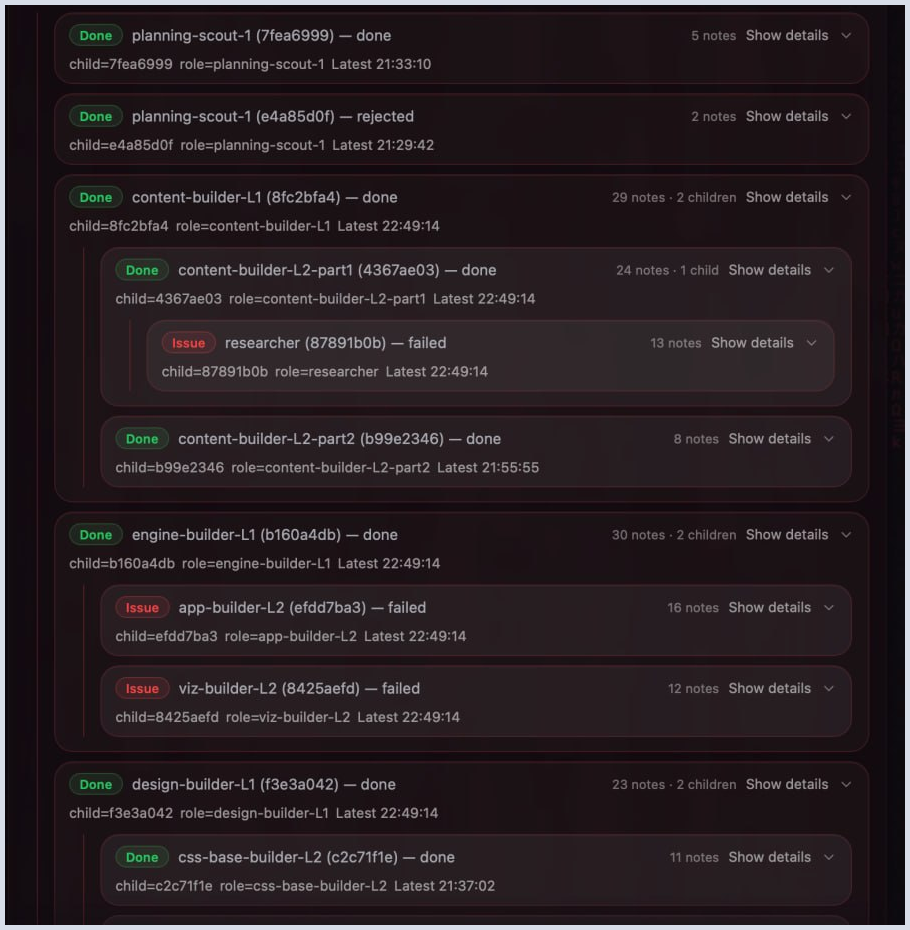 Done planning-scout-1 (7fea6999) — done 5 notes Show details
child=7fea6999 role=planning-scout-1 Latest 21:33:10
Done planning-scout-1 (e4a85d0f) — rejected 2 notes Show details
child=e4a85d0f role=planning-scout-1 Latest 21:29:42
Done content-builder-L1 (8fc2bfa4) — done 29 notes · 2 children Show details
child=8fc2bfa4 role=content-builder-L1 Latest 22:49:14
Done content-builder-L2-part1 (4367ae03) — done 24 notes · 1 child Show details
child=4367ae03 role=content-builder-L2-part1 Latest 22:49:14
Issue researcher (87891b0b) — failed 13 notes Show details
child=87891b0b role=researcher Latest 22:49:14
Done content-builder-L2-part2 (b99e2346) — done 8 notes Show details
child=b99e2346 role=content-builder-L2-part2 Latest 21:55:55
Done engine-builder-L1 (b160a4db) — done 30 notes · 2 children Show details
child=b160a4db role=engine-builder-L1 Latest 22:49:14
Issue app-builder-L2 (efdd7ba3) — failed 16 notes Show details
child=efdd7ba3 role=app-builder-L2 Latest 22:49:14
Issue viz-builder-L2 (8425aefd) — failed 12 notes Show details
child=8425aefd role=viz-builder-L2 Latest 22:49:14
Done design-builder-L1 (f3e3a042) — done 23 notes · 2 children Show details
child=f3e3a042 role=design-builder-L1 Latest 22:49:14
Done css-base-builder-L2 (c2c71f1e) — done 11 notes Show details
child=c2c71f1e role=css-base-builder-L2 Latest 21:37:02